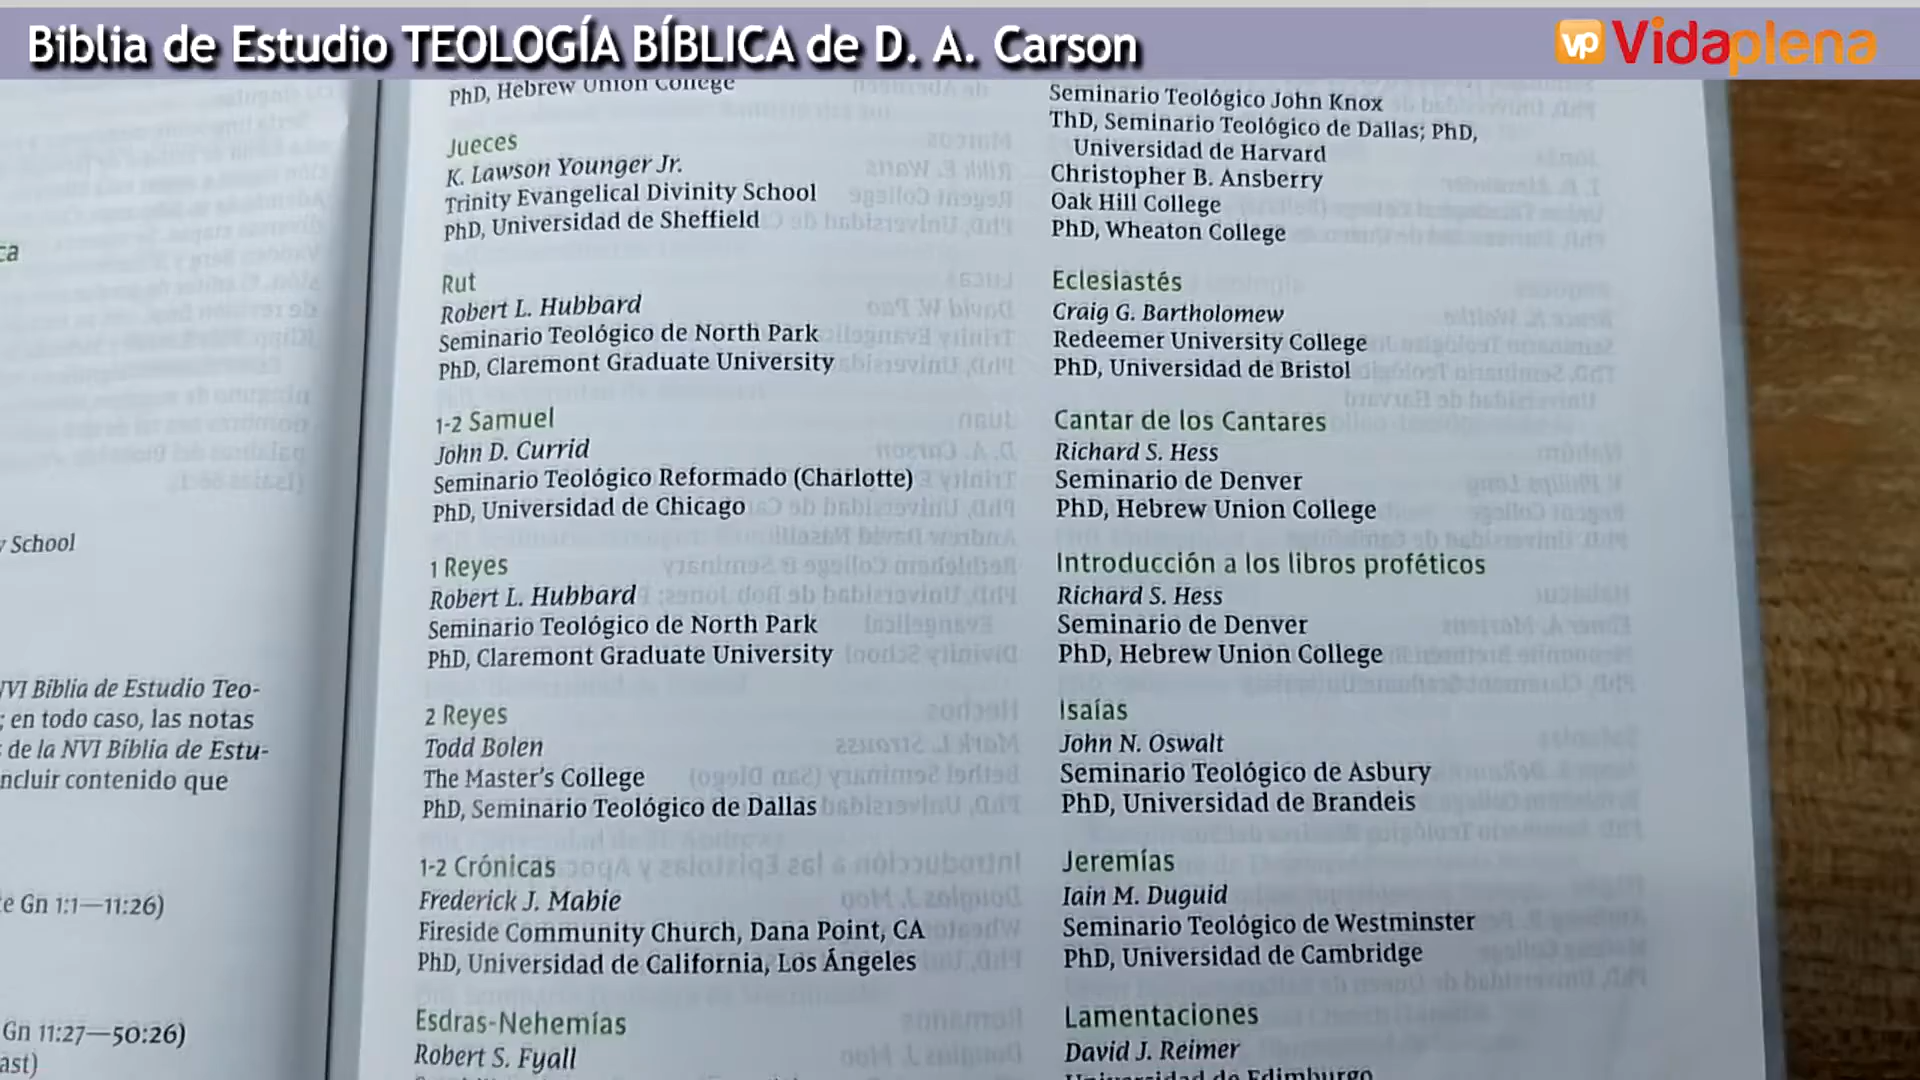 Biblia de Estudio TEOLOGÍA BÍBLICA de D. A. Carson
vp Vidaplena
ca
School
NVI Biblia de Estudio Teo-
; en todo caso, las notas
de la NVI Biblia de Estu-
ncluir contenido que
Gn 1:1—11:26)
Gn 11:27—50:26)
ast)
PhD, Hebrew Union College
Jueces
K. Lawson Younger Jr.
Trinity Evangelical Divinity School
PhD, Universidad de Sheffield
Rut
Robert L. Hubbard
Seminario Teológico de North Park
PhD, Claremont Graduate University
1-2 Samuel
John D. Currid
Seminario Teológico Reformado (Charlotte)
PhD, Universidad de Chicago
1 Reyes
Robert L. Hubbard
Seminario Teológico de North Park
PhD, Claremont Graduate University
2 Reyes
Todd Bolen
The Master's College
PhD, Seminario Teológico de Dallas
1-2 Crónicas
Frederick J. Mabie
Fireside Community Church, Dana Point, CA
PhD, Universidad de California, Los Ángeles
Esdras-Nehemías
Robert S. Fyall
Seminario Teológico John Knox
ThD, Seminario Teológico de Dallas; PhD,
Universidad de Harvard
Christopher B. Ansberry
Oak Hill College
PhD, Wheaton College
Eclesiastés
Craig G. Bartholomew
Redeemer University College
PhD, Universidad de Bristol
Cantar de los Cantares
Richard S. Hess
Seminario de Denver
PhD, Hebrew Union College
Introducción a los libros proféticos
Richard S. Hess
Seminario de Denver
PhD, Hebrew Union College
Isaías
John N. Oswalt
Seminario Teológico de Asbury
PhD, Universidad de Brandeis
Jeremías
Iain M. Duguid
Seminario Teológico de Westminster
PhD, Universidad de Cambridge
Lamentaciones
David J. Reimer
Universidad de Edimburgo